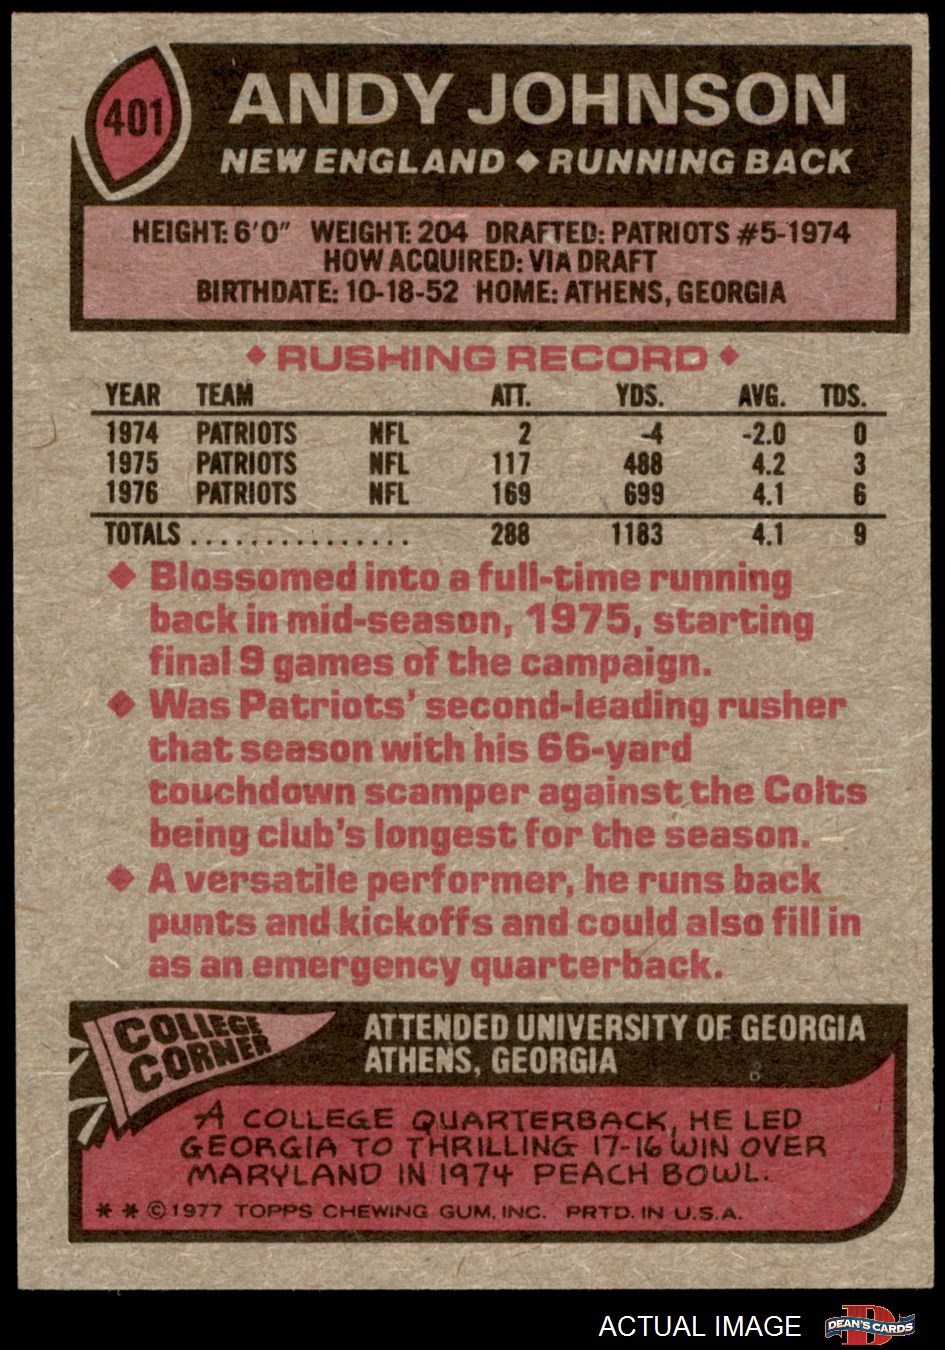 401
ANDY JOHNSON
NEW ENGLAND ◆ RUNNING BACK
HEIGHT: 6'0" WEIGHT: 204 DRAFTED: PATRIOTS #5-1974
HOW ACQUIRED: VIA DRAFT
BIRTHDATE: 10-18-52 HOME: ATHENS, GEORGIA
◆ RUSHING RECORD ◆
YEAR TEAM ATT. YDS. AVG. TDS.
1974 PATRIOTS NFL 2 -4 -2.0 0
1975 PATRIOTS NFL 117 488 4.2 3
1976 PATRIOTS NFL 169 699 4.1 6
TOTALS ............... 288 1183 4.1 9
◆ Blossomed into a full-time running
back in mid-season, 1975, starting
final 9 games of the campaign.
◆ Was Patriots' second-leading rusher
that season with his 66-yard
touchdown scamper against the Colts
being club's longest for the season.
◆ A versatile performer, he runs back
punts and kickoffs and could also fill in
as an emergency quarterback.
COLLEGE
CORNER
ATTENDED UNIVERSITY OF GEORGIA
ATHENS, GEORGIA
A COLLEGE QUARTERBACK, HE LED
GEORGIA TO THRILLING 17-16 WIN OVER
MARYLAND IN 1974 PEACH BOWL.
* * © 1977 TOPPS CHEWING GUM, INC. PRTD. IN U.S.A.
ACTUAL IMAGE
D
DEAN'S CARDS